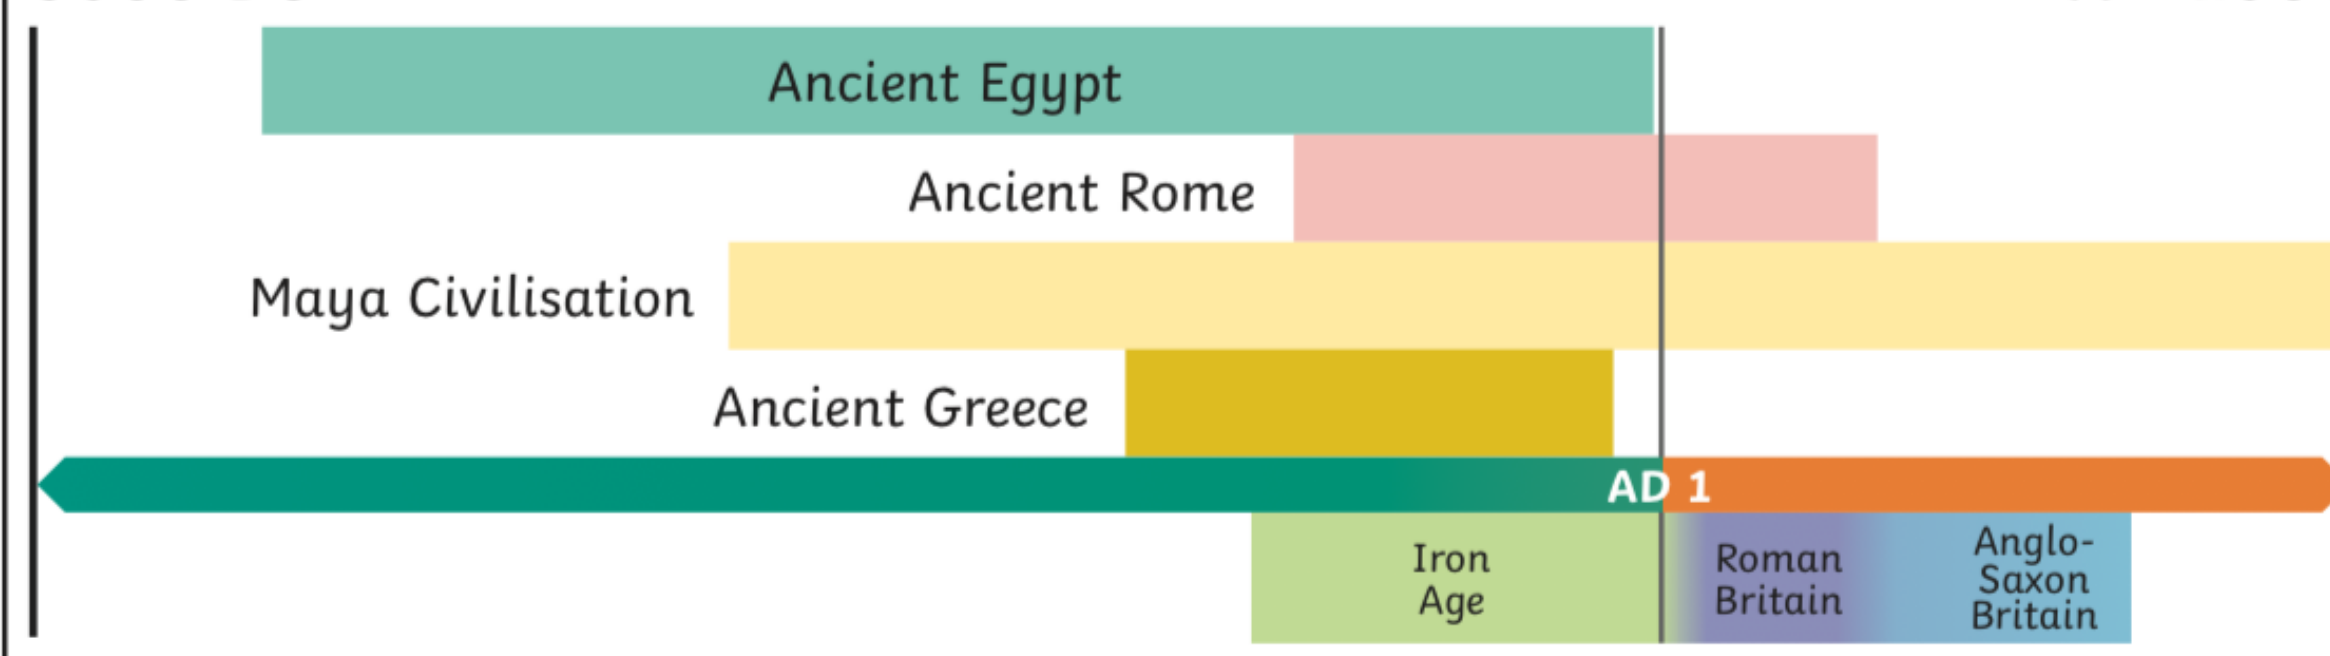 Ancient Egypt
Ancient Rome
Maya Civilisation
Ancient Greece
AD 1
Iron
Age
Roman
Britain
Anglo-
Saxon
Britain